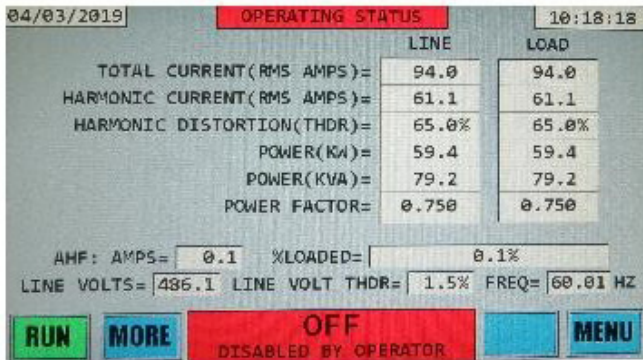 04/03/2019 OPERATING STATUS 10:18:18
LINE LOAD
TOTAL CURRENT(RMS AMPS)= 94.0 94.0
HARMONIC CURRENT(RMS AMPS)= 61.1 61.1
HARMONIC DISTORTION(THDR)= 65.0% 65.0%
POWER(KW)= 59.4 59.4
POWER(KVA)= 79.2 79.2
POWER FACTOR= 0.750 0.750
AHF: AMPS= 0.1 %LOADED= 0.1%
LINE VOLTS= 486.1 LINE VOLT THDR= 1.5% FREQ= 60.01 HZ
RUN MORE OFF MENU
DISABLED BY OPERATOR